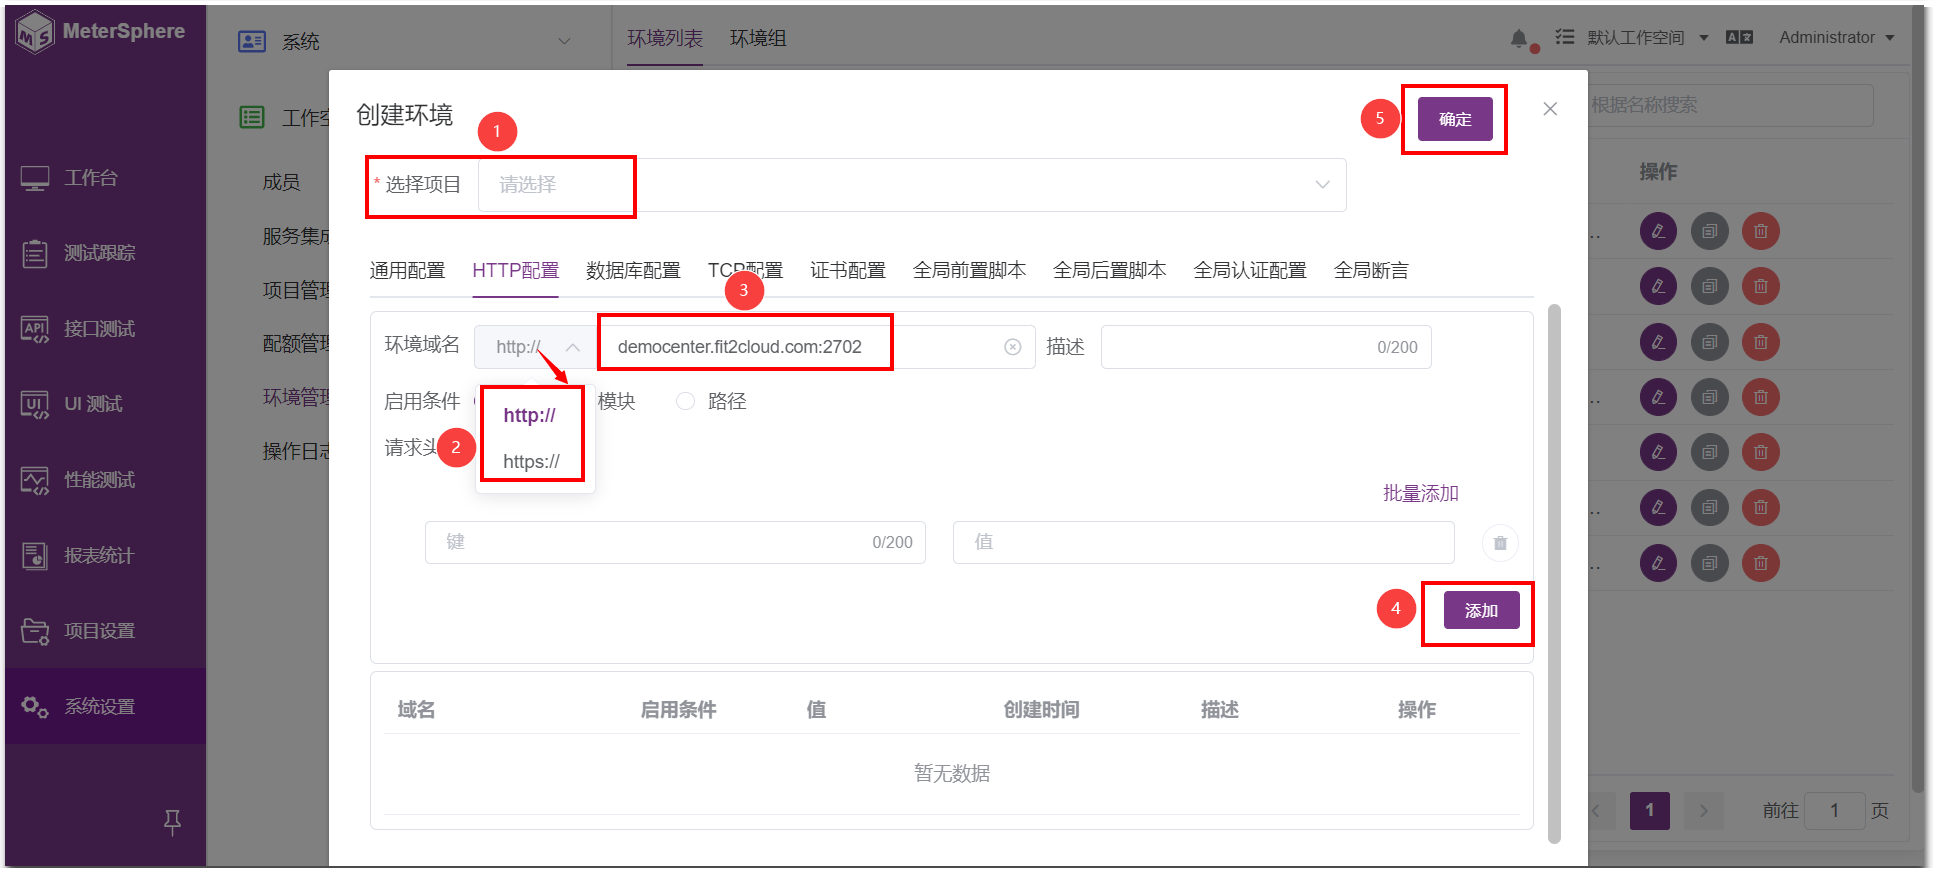 MeterSphere
系统
环境列表
环境组
默认工作空间
Administrator
创建环境
1
5
确定
根据名称搜索
工作空
* 选择项目
请选择
操作
工作台
成员
服务集成
测试跟踪
通用配置
HTTP配置
数据库配置
TCP配置
证书配置
全局前置脚本
全局后置脚本
全局认证配置
全局断言
3
项目管理
API
接口测试
配额管理
环境域名
http://
democenter.fit2cloud.com:2702
描述
0/200
环境管理
UI
UI 测试
启用条件
模块
路径
http://
操作日志
请求头
2
https://
性能测试
批量添加
键
0/200
值
报表统计
4
添加
项目设置
系统设置
域名
启用条件
值
创建时间
描述
操作
暂无数据
1
前往
1
页